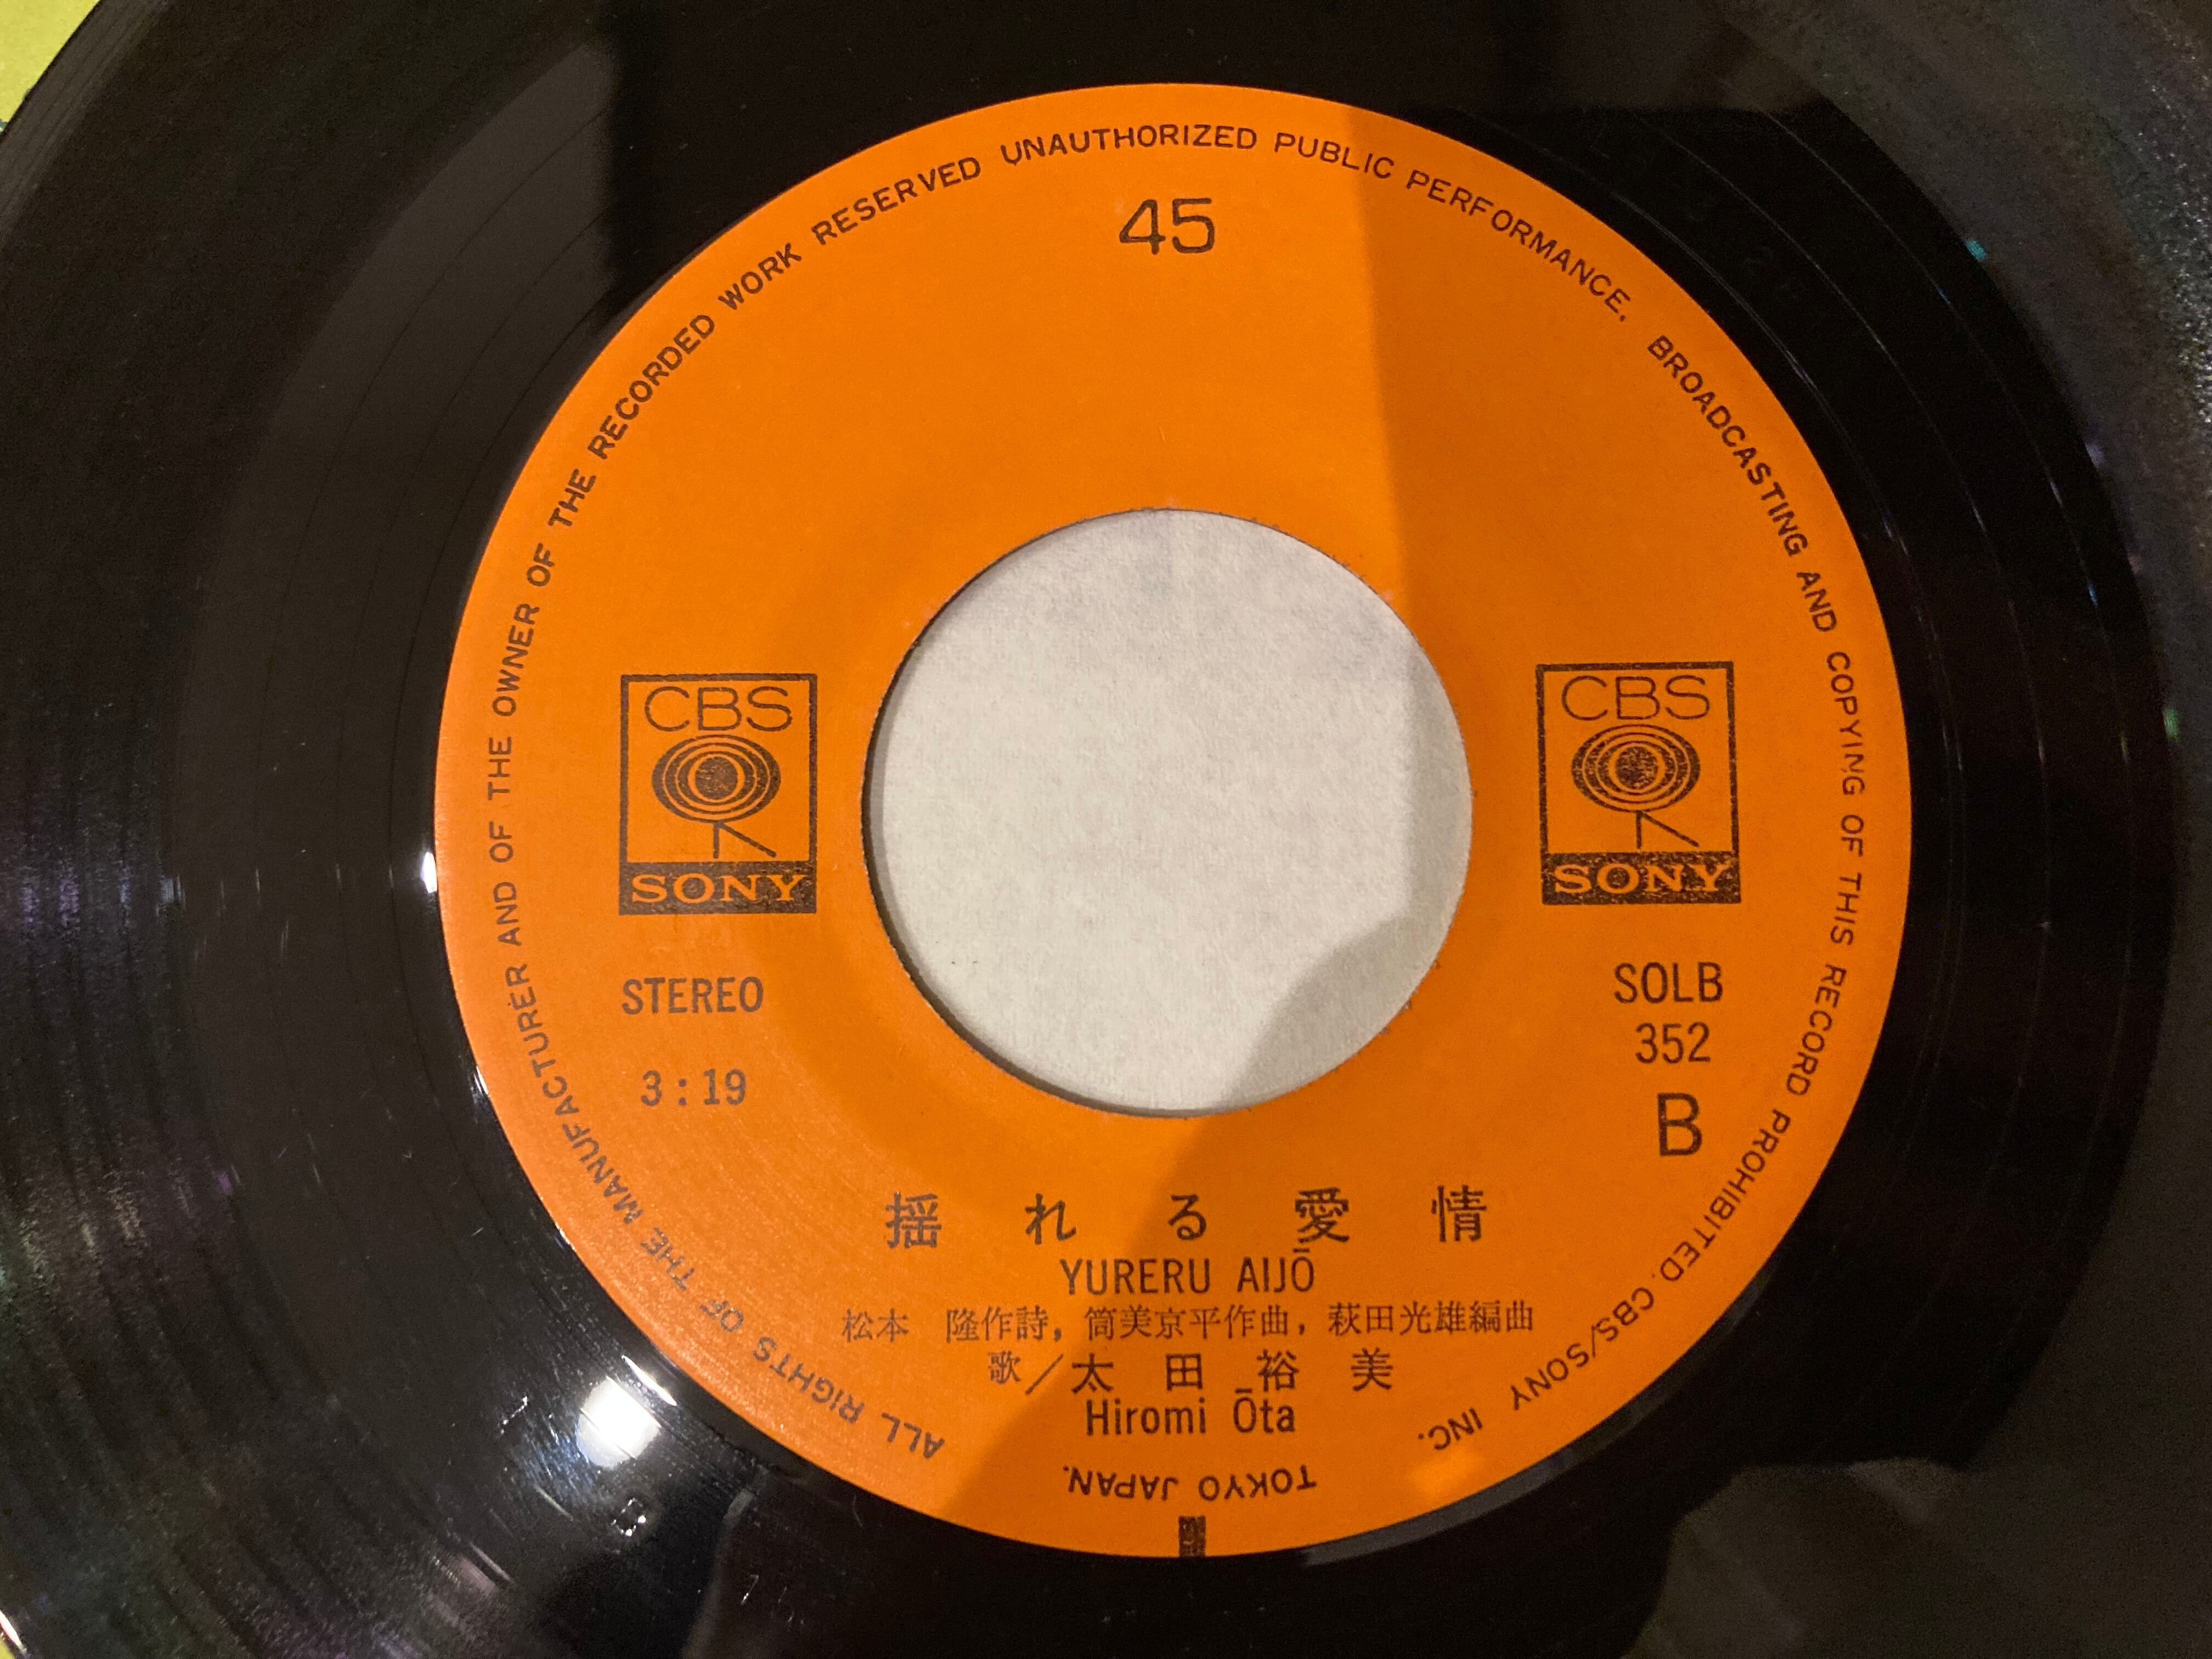 ALL RIGHTS OF THE MANUFACTURER AND OF THE OWNER OF THE RECORDED WORK RESERVED UNAUTHORIZED PUBLIC PERFORMANCE. BROADCASTING AND COPYING OF THIS RECORD PROHIBITED. CBS/SONY INC.
TOKYO JAPAN.
45
CBS
SONY
CBS
SONY
STEREO
3:19
SOLB
352
B
揺れる愛情
YURERU AIJŌ
松本 隆作詩, 筒美京平作曲, 萩田光雄編曲
歌/太田裕美
Hiromi Ōta